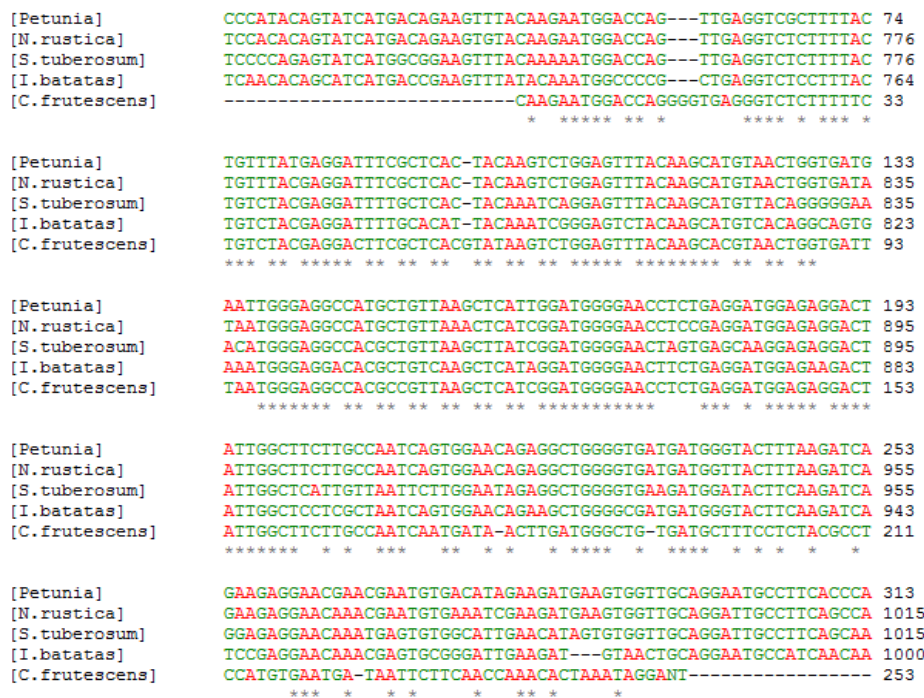 [Petunia] CCCATACAGTATCATGACAGAAGTTTACAAGAATGGACCAG---TTGAGGTCGCTTTTAC 74
[N.rustica] TCCACACAGTATCATGACAGAAGTGTACAAGAATGGACCAG---TTGAGGTCTCTTTTAC 776
[S.tuberosum] TCCCCAGAGTATCATGGCGGAAGTTTACAAAAATGGACCAG---TTGAGGTCTCTTTTAC 776
[I.batatas] TCAACACAGCATCATGACCGAAGTTTATACAAATGGCCCCG---CTGAGGTCTCCTTTAC 764
[C.frutescens] ---------------------------CAAGAATGGACCAGGGGTGAGGGTCTCTTTTTC 33
* ***** ** * **** * *** *
[Petunia] TGTTTATGAGGATTTCGCTCAC-TACAAGTCTGGAGTTTACAAGCATGTAACTGGTGATG 133
[N.rustica] TGTTTACGAGGATTTCGCTCAC-TACAAGTCTGGAGTTTACAAGCATGTAACTGGTGATA 835
[S.tuberosum] TGTCTACGAGGATTTTGCTCAC-TACAAATCAGGAGTTTACAAGCATGTTACAGGGGGAA 835
[I.batatas] TGTCTACGAGGATTTTGCACAT-TACAAATCGGGAGTCTACAAGCATGTCACAGGCAGTG 823
[C.frutescens] TGTCTACGAGGACTTCGCTCACGTATAAGTCTGGAGTTTACAAGCACGTAACTGGTGATT 93
*** ** ***** ** ** ** ** ** ** ***** ******** ** ** **
[Petunia] AATTGGGAGGCCATGCTGTTAAGCTCATTGGATGGGGAACCTCTGAGGATGGAGAGGACT 193
[N.rustica] TAATGGGAGGCCATGCTGTTAAACTCATCGGATGGGGAACCTCCGAGGATGGAGAGGACT 895
[S.tuberosum] ACATGGGAGGCCACGCTGTTAAGCTTATCGGATGGGGAACTAGTGAGCAAGGAGAGGACT 895
[I.batatas] AAATGGGAGGACACGCTGTCAAGCTCATAGGATGGGGAACTTCTGAGGATGGAGAAGACT 883
[C.frutescens] TAATGGGAGGCCACGCCGTTAAGCTCATCGGATGGGGAACCTCTGAGGATGGAGAGGACT 153
******* ** ** ** ** ** ** *********** *** * ***** ****
[Petunia] ATTGGCTTCTTGCCAATCAGTGGAACAGAGGCTGGGGTGATGATGGGTACTTTAAGATCA 253
[N.rustica] ATTGGCTTCTTGCCAATCAGTGGAACAGAGGCTGGGGTGATGATGGTTACTTTAAGATCA 955
[S.tuberosum] ATTGGCTCATTGTTAATTCTTGGAATAGAGGCTGGGGTGAAGATGGATACTTCAAGATCA 955
[I.batatas] ATTGGCTCCTCGCTAATCAGTGGAACAGAAGCTGGGGCGATGATGGGTACTTCAAGATCA 943
[C.frutescens] ATTGGCTTCTTGCCAATCAATGATA-ACTTGATGGGCTG-TGATGCTTTCCTCTACGCCT 211
******* * * *** ** * * * **** * **** * * * * *
[Petunia] GAAGAGGAACGAACGAATGTGACATAGAAGATGAAGTGGTTGCAGGAATGCCTTCACCCA 313
[N.rustica] GAAGAGGAACAAACGAATGTGAAATCGAAGATGAAGTGGTTGCAGGATTGCCTTCAGCCA 1015
[S.tuberosum] GGAGAGGAACAAATGAGTGTGGCATTGAACATAGTGTGGTTGCAGGATTGCCTTCAGCAA 1015
[I.batatas] TCCGAGGAACAAACGAGTGCGGGATTGAAGAT---GTAACTGCAGGAATGCCATCAACAA 1000
[C.frutescens] CCATGTGAATGA-TAATTCTTCAACCAAACACTAAATAGGANT----------------- 253
*** * * * * ** * *